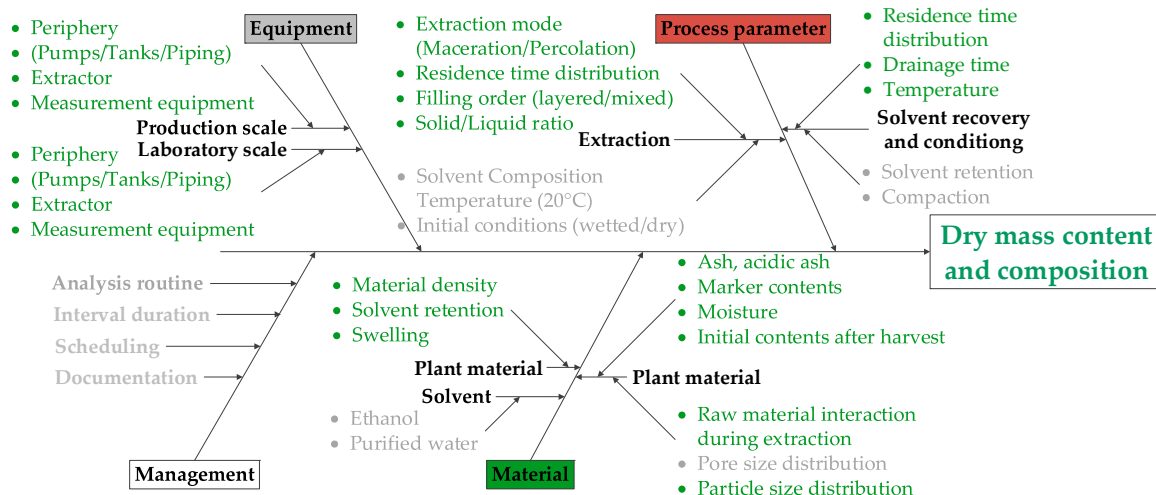 Equipment
• Periphery
• (Pumps/Tanks/Piping)
• Extractor
• Measurement equipment
Production scale
Laboratory scale
• Periphery
• (Pumps/Tanks/Piping)
• Extractor
• Measurement equipment
Process parameter
• Extraction mode
(Maceration/Percolation)
• Residence time distribution
• Filling order (layered/mixed)
• Solid/Liquid ratio
Extraction
• Solvent Composition
Temperature (20°C)
• Initial conditions (wetted/dry)
• Residence time
distribution
• Drainage time
• Temperature
Solvent recovery
and conditiong
• Solvent retention
• Compaction
Dry mass content
and composition
Analysis routine
Interval duration
Scheduling
Documentation
Management
• Material density
• Solvent retention
• Swelling
Plant material
Solvent
• Ethanol
• Purified water
Material
• Ash, acidic ash
• Marker contents
• Moisture
• Initial contents after harvest
Plant material
• Raw material interaction
during extraction
• Pore size distribution
• Particle size distribution